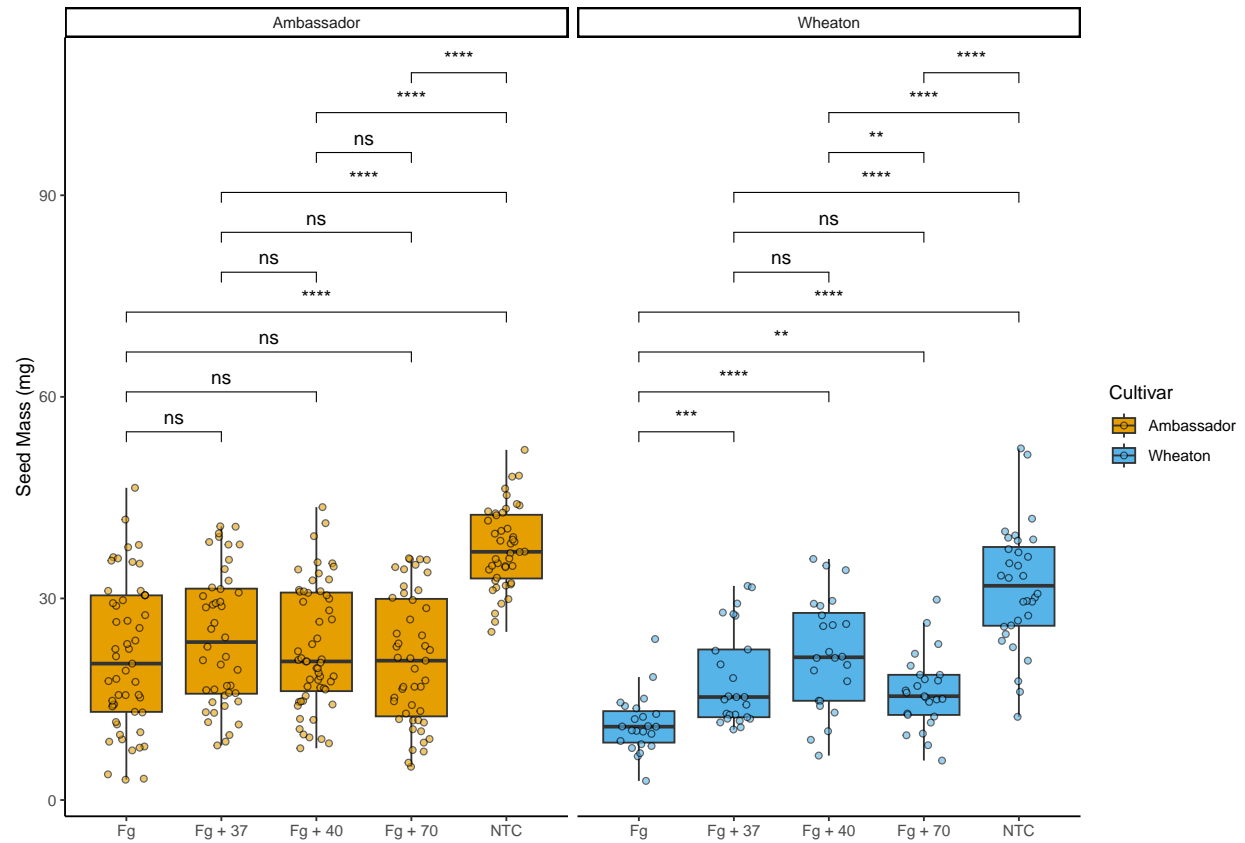 Ambassador
Wheaton
**** ****
**** ****
ns **
**** ****
ns ns
ns ns
**** ****
ns **
ns ****
ns ***
90
60
30
0
Seed Mass (mg)
Fg Fg + 37 Fg + 40 Fg + 70 NTC
Fg Fg + 37 Fg + 40 Fg + 70 NTC
Cultivar
Ambassador
Wheaton